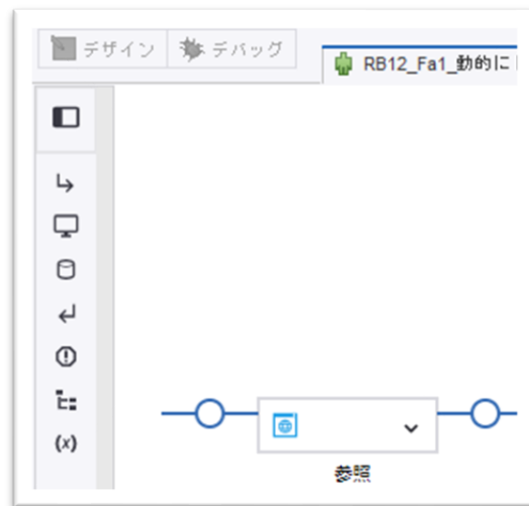 デザイン デバッグ
RB12_Fa1_動的に
(x)
参照